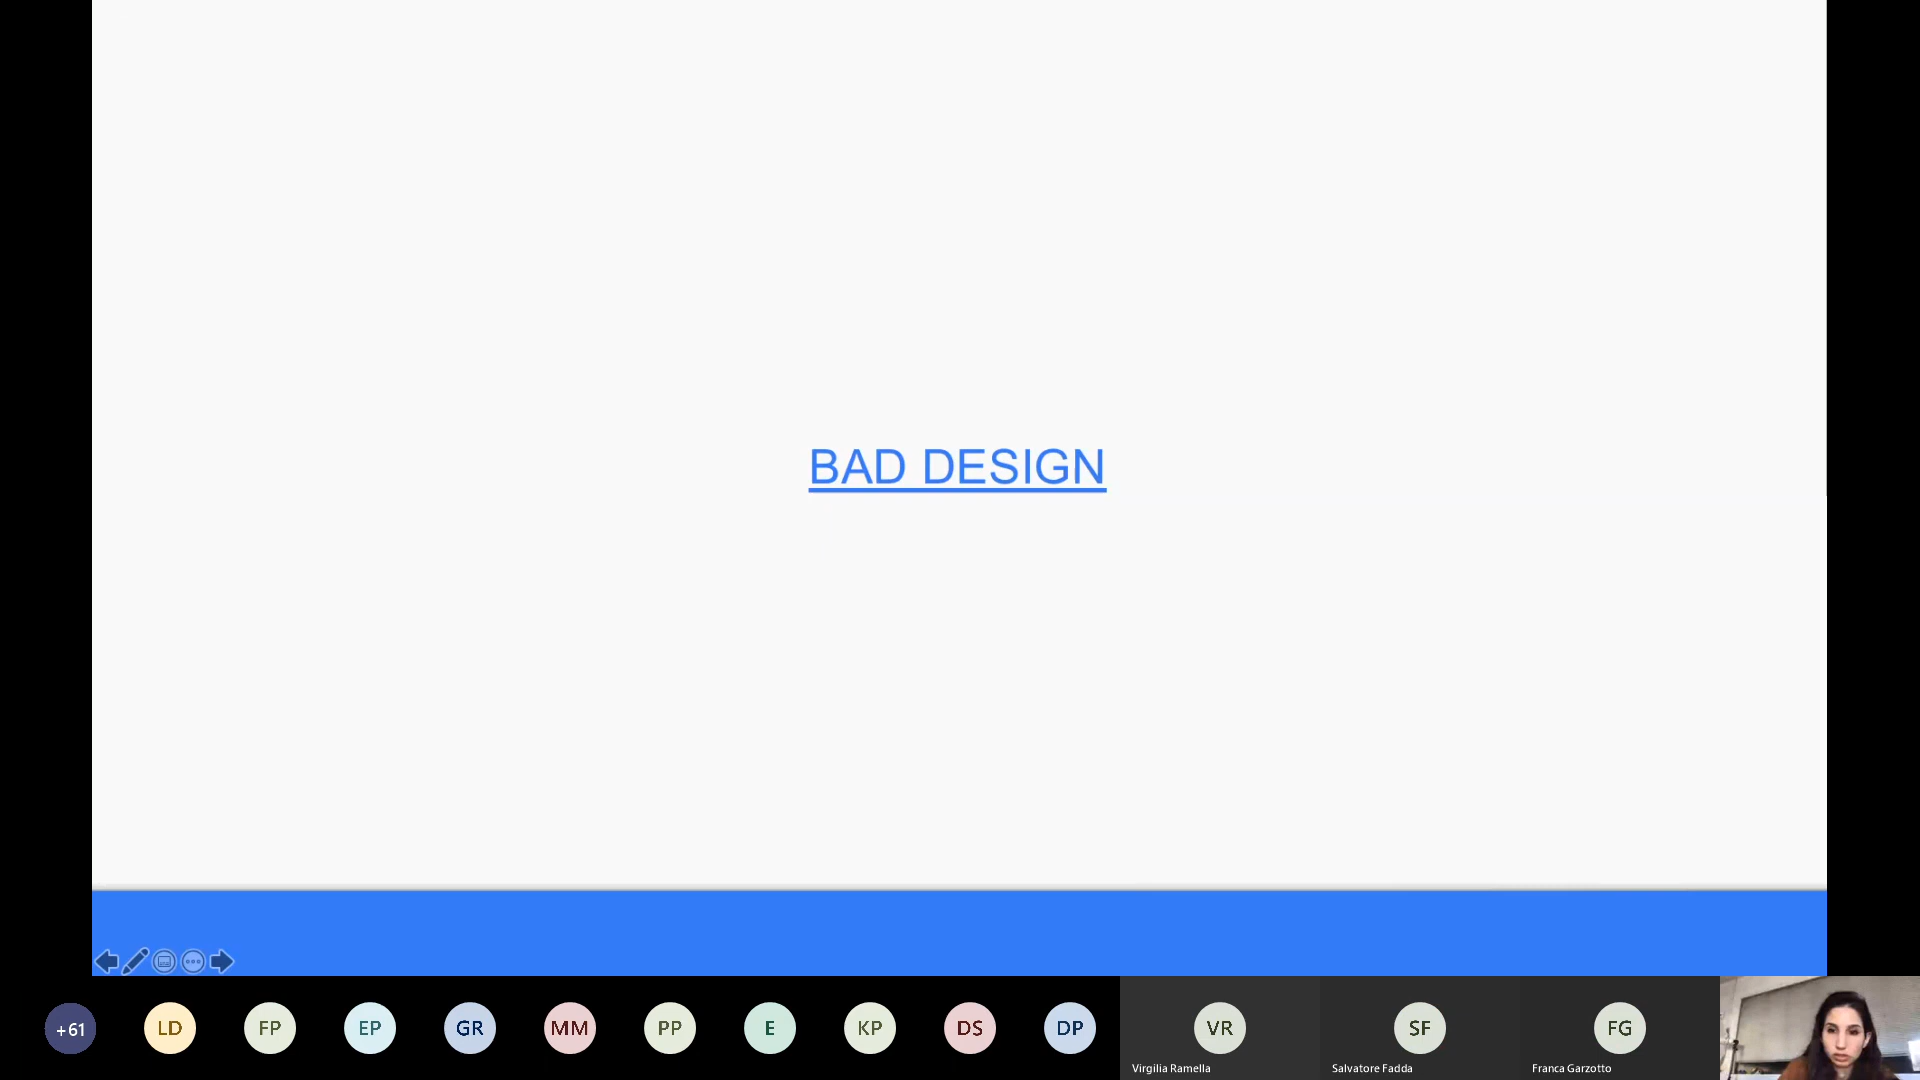 BAD DESIGN
+61
LD
FP
EP
GR
MM
PP
E
KP
DS
DP
VR
SF
FG
Virgilia Ramella
Salvatore Fadda
Franca Garzotto